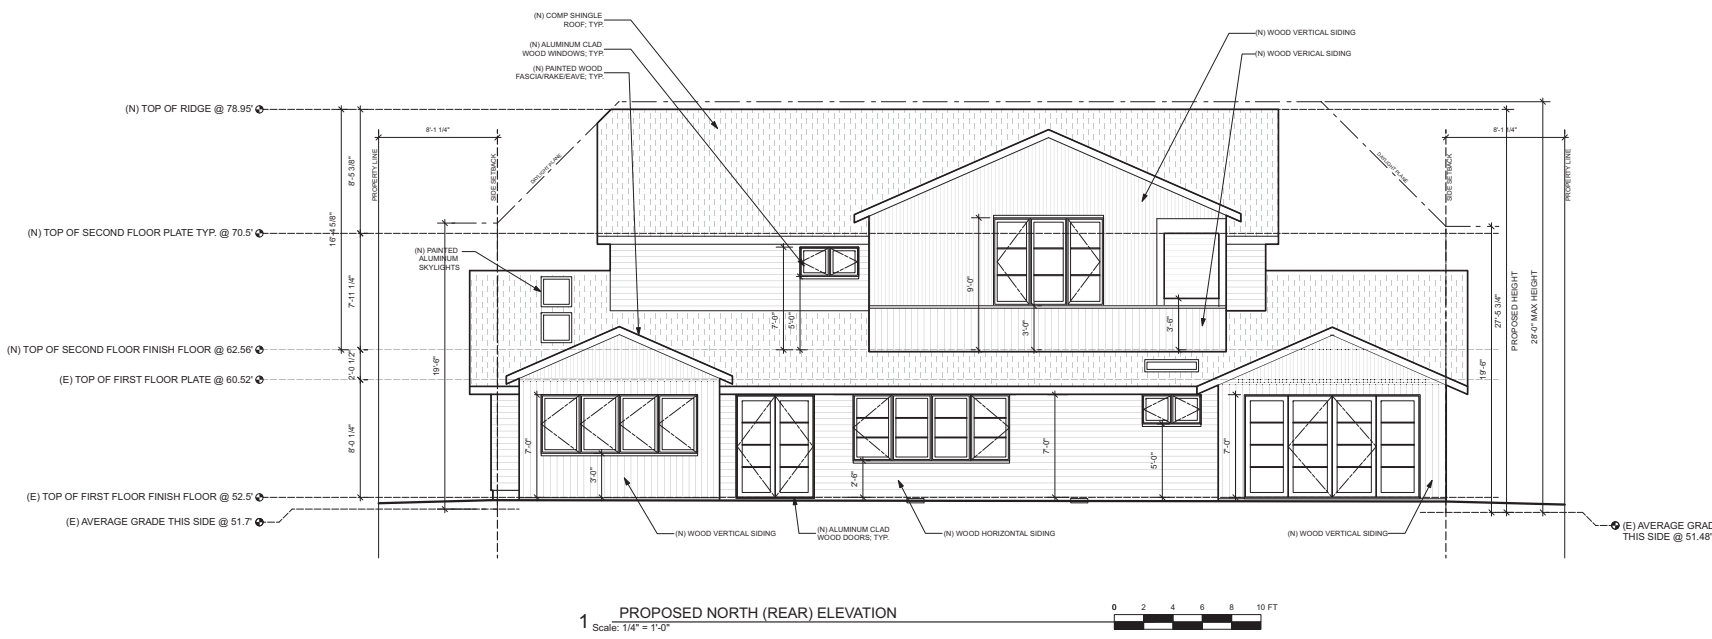 (N) COMP SHINGLE
ROOF; TYP.
(N) ALUMINUM CLAD
WOOD WINDOWS; TYP.
(N) PAINTED WOOD
FASCIA/RAKE/EAVE; TYP.
(N) WOOD VERTICAL SIDING
(N) WOOD VERICAL SIDING
(N) TOP OF RIDGE @ 78.95'
(N) TOP OF SECOND FLOOR PLATE TYP. @ 70.5'
(N) TOP OF SECOND FLOOR FINISH FLOOR @ 62.56'
(E) TOP OF FIRST FLOOR PLATE @ 60.52'
(E) TOP OF FIRST FLOOR FINISH FLOOR @ 52.5'
(E) AVERAGE GRADE THIS SIDE @ 51.7'
16'-4 5/8"
8'-5 3/8"
7'-11 1/4"
2'-0 1/2"
8'-0 1/4"
8'-1 1/4"
PROPERTY LINE
SIDE SETBACK
DAYLIGHT PLANE
19'-6"
(N) PAINTED
ALUMINUM
SKYLIGHTS
7'-0"
5'-0"
9'-0"
3'-0"
3'-6"
7'-0"
3'-0"
2'-6"
7'-0"
5'-0"
7'-0"
DAYLIGHT PLANE
8'-1 1/4"
SIDE SETBACK
PROPERTY LINE
19'-6"
27'-5 3/4"
PROPOSED HEIGHT
28'-0" MAX HEIGHT
(N) WOOD VERTICAL SIDING
(N) ALUMINUM CLAD
WOOD DOORS; TYP.
(N) WOOD HORIZONTAL SIDING
(N) WOOD VERTICAL SIDING
(E) AVERAGE GRAD
THIS SIDE @ 51.48'
1 PROPOSED NORTH (REAR) ELEVATION
Scale: 1/4" = 1'-0"
0 2 4 6 8 10 FT